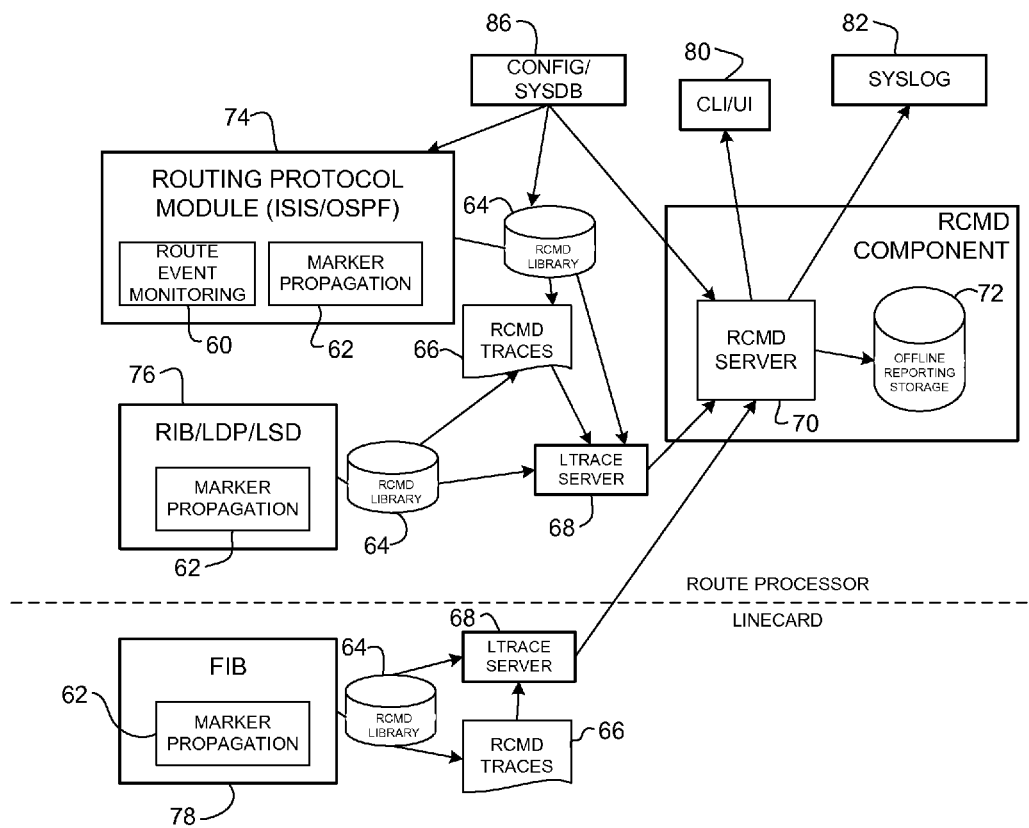 86
82
CONFIG/
SYSDB
80
CLI/UI
SYSLOG
74
ROUTING PROTOCOL
MODULE (ISIS/OSPF)
ROUTE
EVENT
MONITORING
MARKER
PROPAGATION
60
62
64
RCMD
LIBRARY
RCMD
COMPONENT
RCMD
SERVER
70
72
OFFLINE
REPORTING
STORAGE
66
RCMD
TRACES
76
RIB/LDP/LSD
MARKER
PROPAGATION
62
RCMD
LIBRARY
64
LTRACE
SERVER
68
ROUTE PROCESSOR
LINECARD
FIB
62
MARKER
PROPAGATION
78
64
RCMD
LIBRARY
68
LTRACE
SERVER
RCMD
TRACES
66